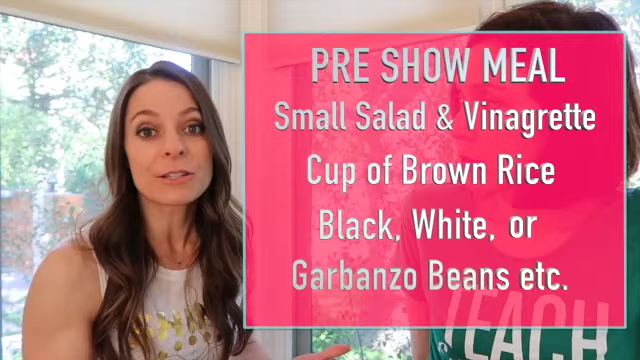 PRE SHOW MEAL
Small Salad & Vinagrette
Cup of Brown Rice
Black, White, or
Garbanzo Beans etc.
TEACH